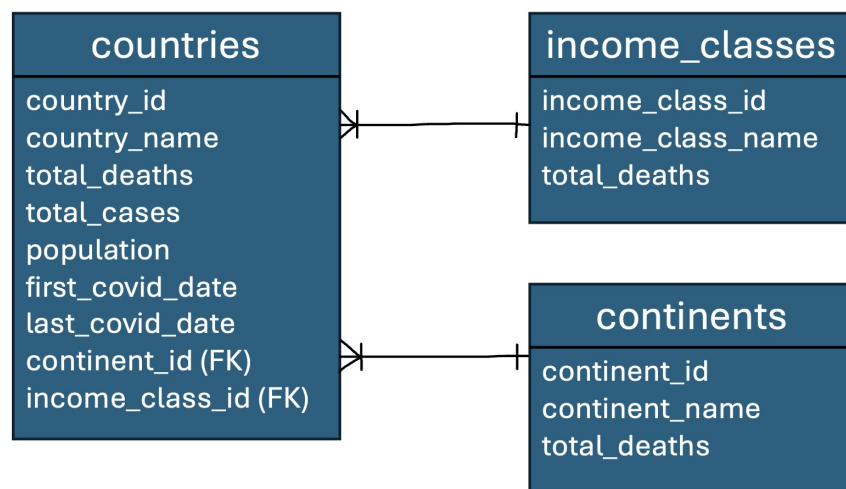 countries
country_id
country_name
total_deaths
total_cases
population
first_covid_date
last_covid_date
continent_id (FK)
income_class_id (FK)
income_classes
income_class_id
income_class_name
total_deaths
continents
continent_id
continent_name
total_deaths